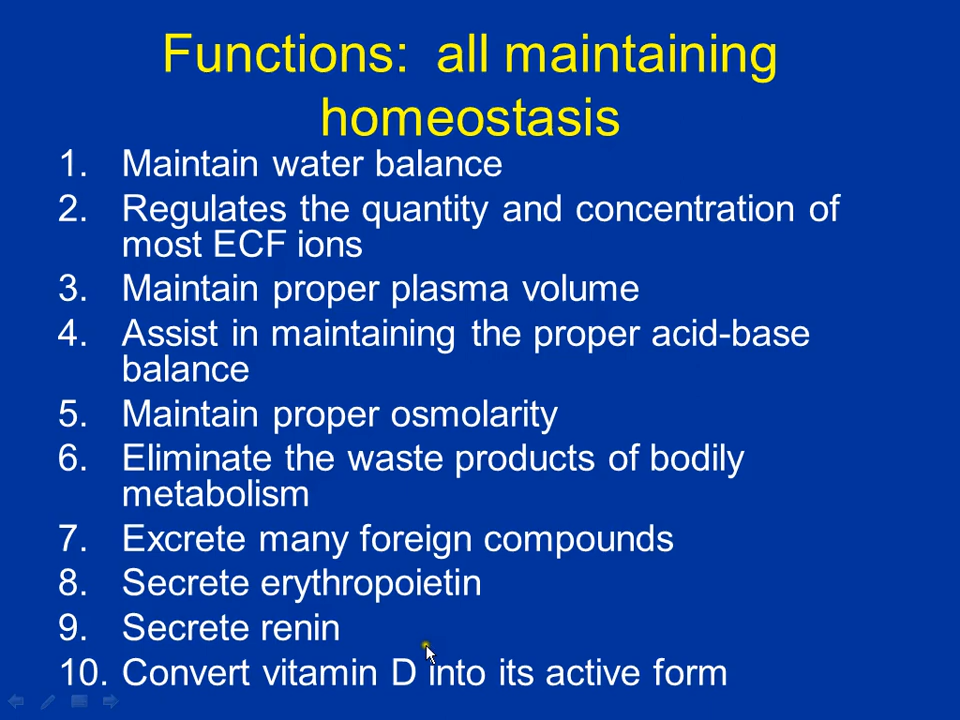 Functions:  all maintaining
homeostasis
1. Maintain water balance
2. Regulates the quantity and concentration of
most ECF ions
3. Maintain proper plasma volume
4. Assist in maintaining the proper acid-base
balance
5. Maintain proper osmolarity
6. Eliminate the waste products of bodily
metabolism
7. Excrete many foreign compounds
8. Secrete erythropoietin
9. Secrete renin
10. Convert vitamin D into its active form